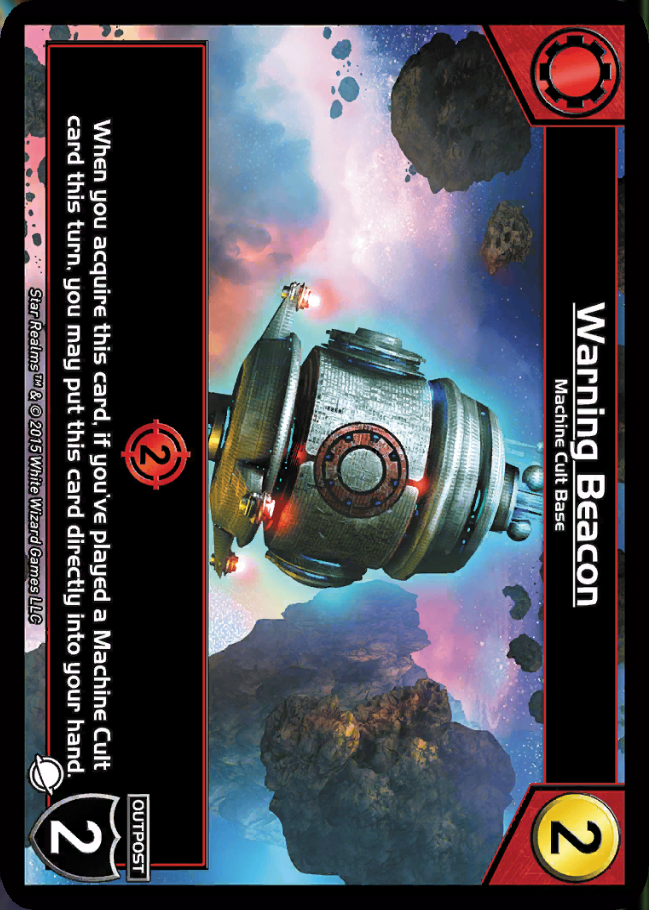 Warning Beacon
Machine Cult Base
2
2
When you acquire this card, if you've played a Machine Cult
card this turn, you may put this card directly into your hand.
OUTPOST
2
Star Realms™ & © 2015 White Wizard Games LLC